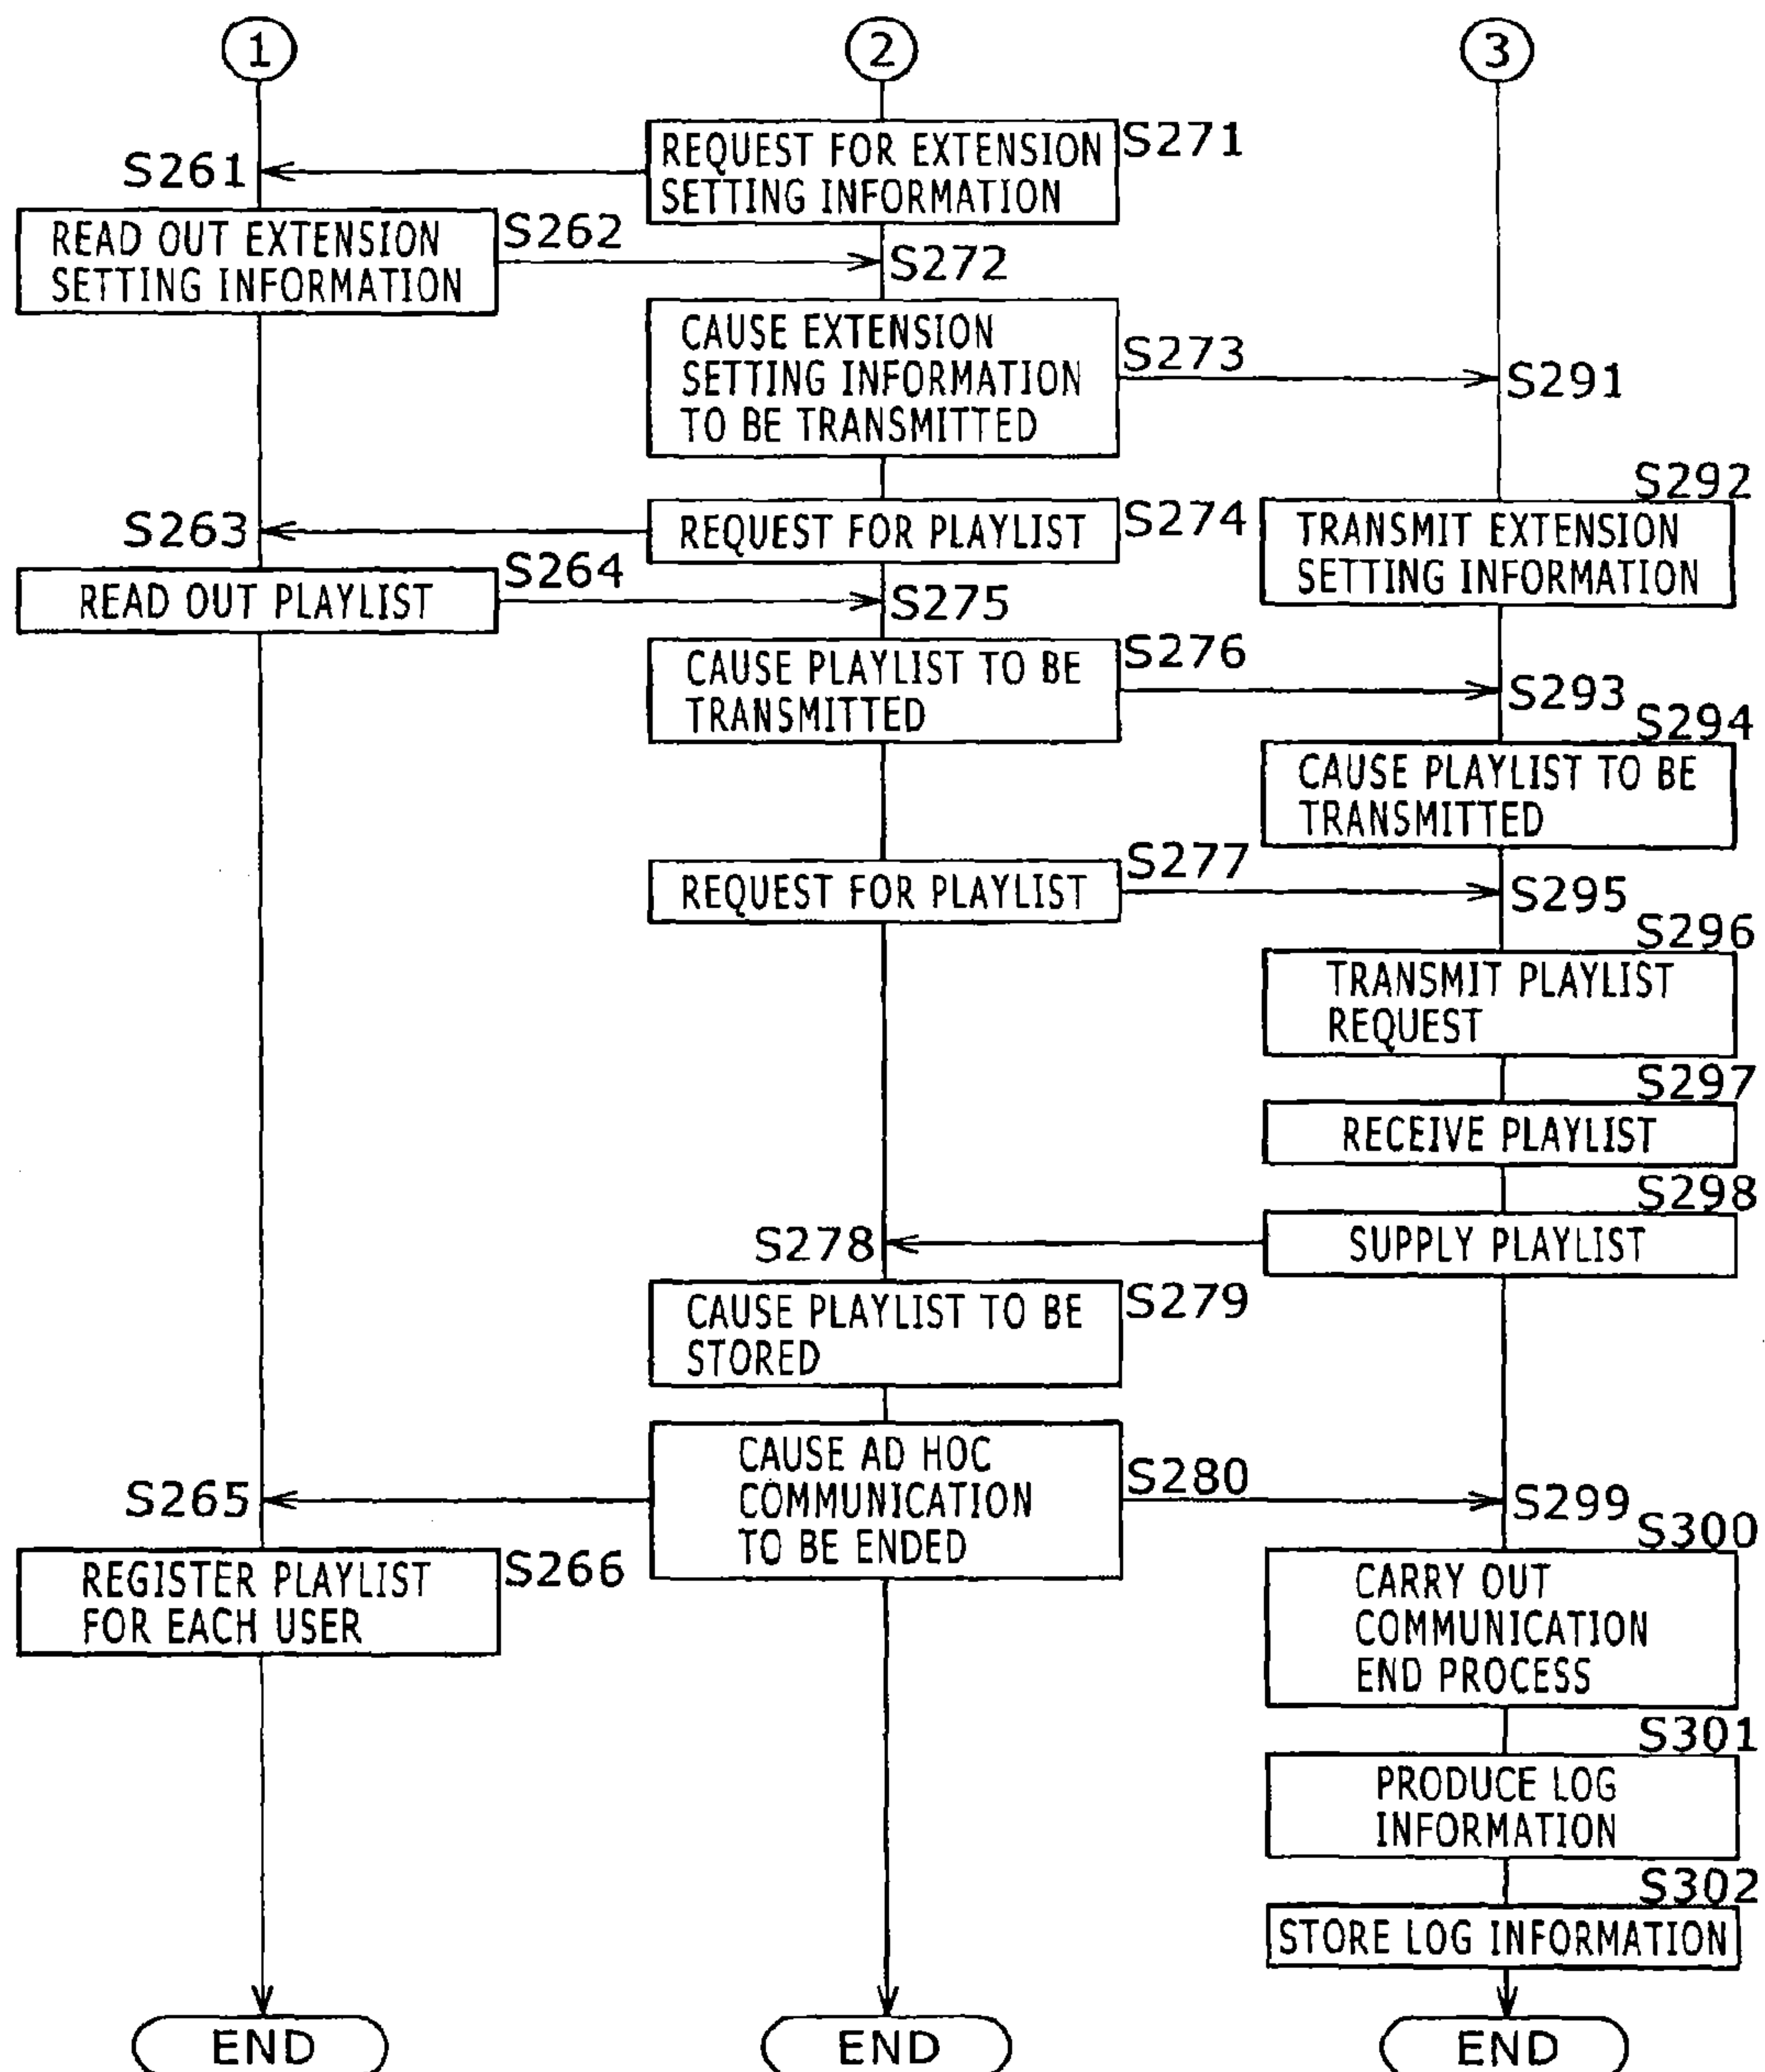 1
2
3
S271
REQUEST FOR EXTENSION
SETTING INFORMATION
S261
READ OUT EXTENSION
SETTING INFORMATION
S262
S272
CAUSE EXTENSION
SETTING INFORMATION
TO BE TRANSMITTED
S273
S291
S292
TRANSMIT EXTENSION
SETTING INFORMATION
REQUEST FOR PLAYLIST
S274
S263
READ OUT PLAYLIST
S264
S275
CAUSE PLAYLIST TO BE
TRANSMITTED
S276
S293
S294
CAUSE PLAYLIST TO BE
TRANSMITTED
REQUEST FOR PLAYLIST
S277
S295
S296
TRANSMIT PLAYLIST
REQUEST
S297
RECEIVE PLAYLIST
S298
SUPPLY PLAYLIST
S278
CAUSE PLAYLIST TO BE
STORED
S279
CAUSE AD HOC
COMMUNICATION
TO BE ENDED
S280
S265
S299
REGISTER PLAYLIST
FOR EACH USER
S266
S300
CARRY OUT
COMMUNICATION
END PROCESS
S301
PRODUCE LOG
INFORMATION
S302
STORE LOG INFORMATION
END
END
END